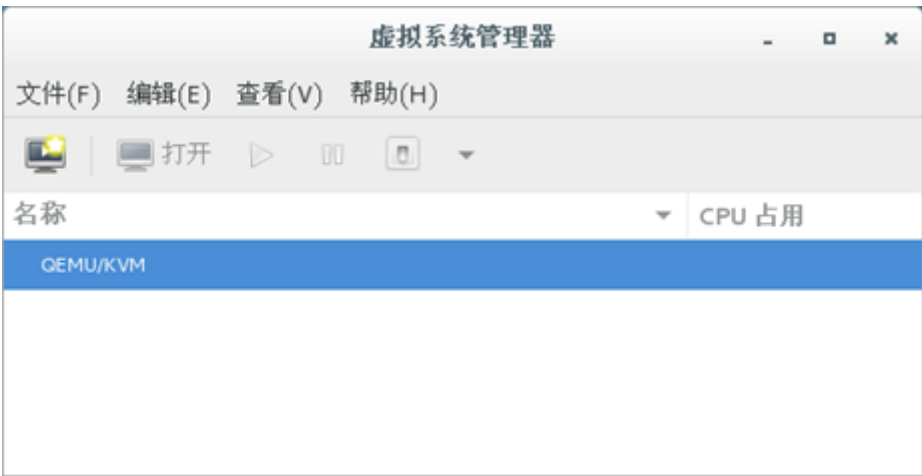 虚拟系统管理器
文件(F) 编辑(E) 查看(V) 帮助(H)
打开
名称 CPU 占用
QEMU/KVM